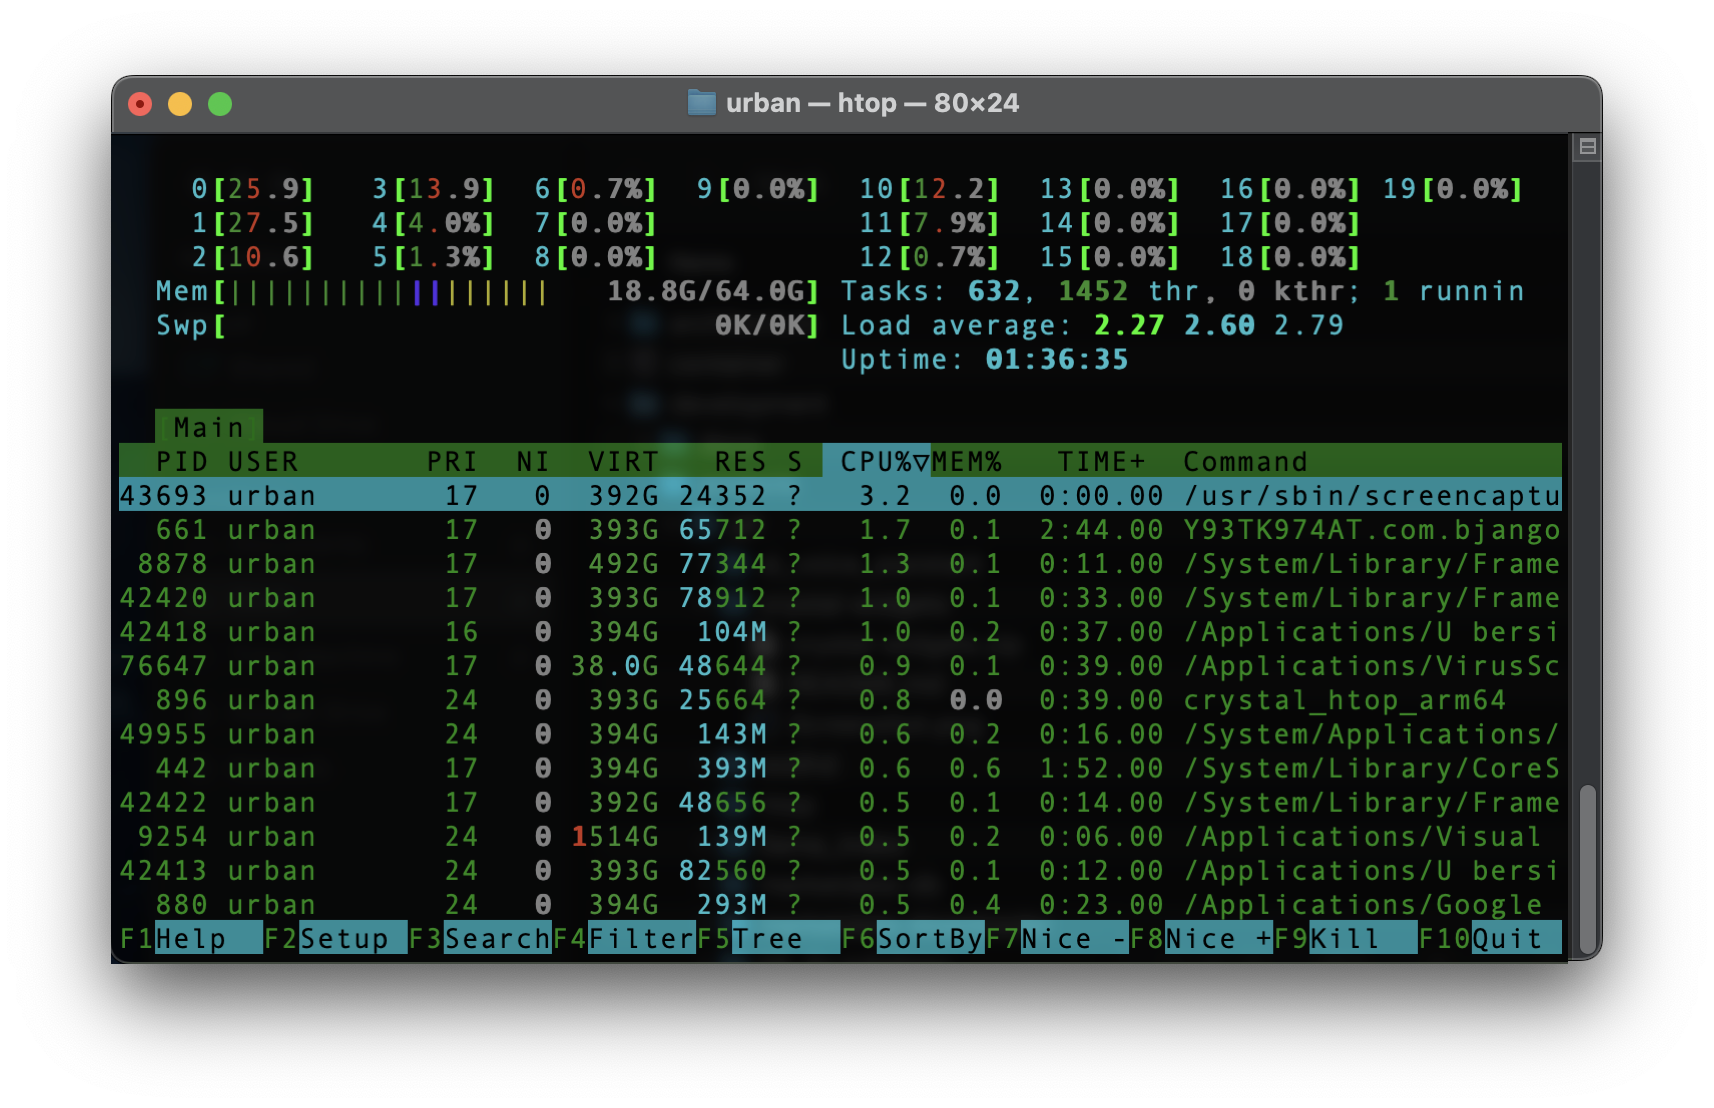 urban — htop — 80×24
0[25.9] 3[13.9] 6[0.7%] 9[0.0%] 10[12.2] 13[0.0%] 16[0.0%] 19[0.0%]
1[27.5] 4[4.0%] 7[0.0%] 11[7.9%] 14[0.0%] 17[0.0%]
2[10.6] 5[1.3%] 8[0.0%] 12[0.7%] 15[0.0%] 18[0.0%]
Mem[|||||||||||||||||| 18.8G/64.0G] Tasks: 632, 1452 thr, 0 kthr; 1 runnin
Swp[ 0K/0K] Load average: 2.27 2.60 2.79
Uptime: 01:36:35
[Main]
PID USER PRI NI VIRT RES S CPU%▽MEM% TIME+ Command
43693 urban 17 0 392G 24352 ? 3.2 0.0 0:00.00 /usr/sbin/screencaptu
661 urban 17 0 393G 65712 ? 1.7 0.1 2:44.00 Y93TK974AT.com.bjango
8878 urban 17 0 492G 77344 ? 1.3 0.1 0:11.00 /System/Library/Frame
42420 urban 17 0 393G 78912 ? 1.0 0.1 0:33.00 /System/Library/Frame
42418 urban 16 0 394G 104M ? 1.0 0.2 0:37.00 /Applications/U bersi
76647 urban 17 0 38.0G 48644 ? 0.9 0.1 0:39.00 /Applications/VirusSc
896 urban 24 0 393G 25664 ? 0.8 0.0 0:39.00 crystal_htop_arm64
49955 urban 24 0 394G 143M ? 0.6 0.2 0:16.00 /System/Applications/
442 urban 17 0 394G 393M ? 0.6 0.6 1:52.00 /System/Library/CoreS
42422 urban 17 0 392G 48656 ? 0.5 0.1 0:14.00 /System/Library/Frame
9254 urban 24 0 1514G 139M ? 0.5 0.2 0:06.00 /Applications/Visual
42413 urban 24 0 393G 82560 ? 0.5 0.1 0:12.00 /Applications/U bersi
880 urban 24 0 394G 293M ? 0.5 0.4 0:23.00 /Applications/Google
F1Help F2Setup F3SearchF4FilterF5Tree F6SortByF7Nice -F8Nice +F9Kill F10Quit